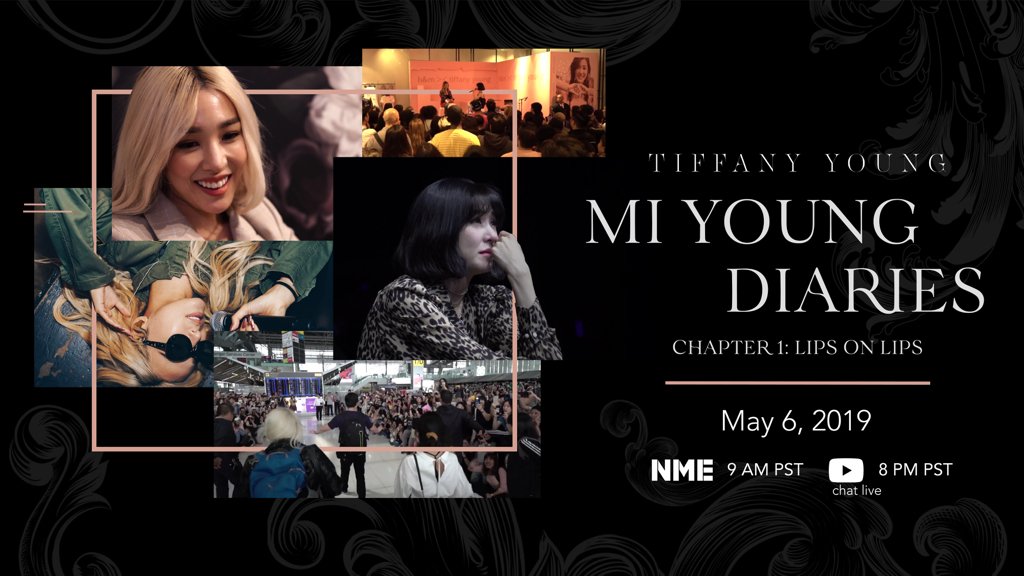 TIFFANY YOUNG
MI YOUNG
DIARIES
CHAPTER 1: LIPS ON LIPS
May 6, 2019
NME 9 AM PST 8 PM PST
chat live